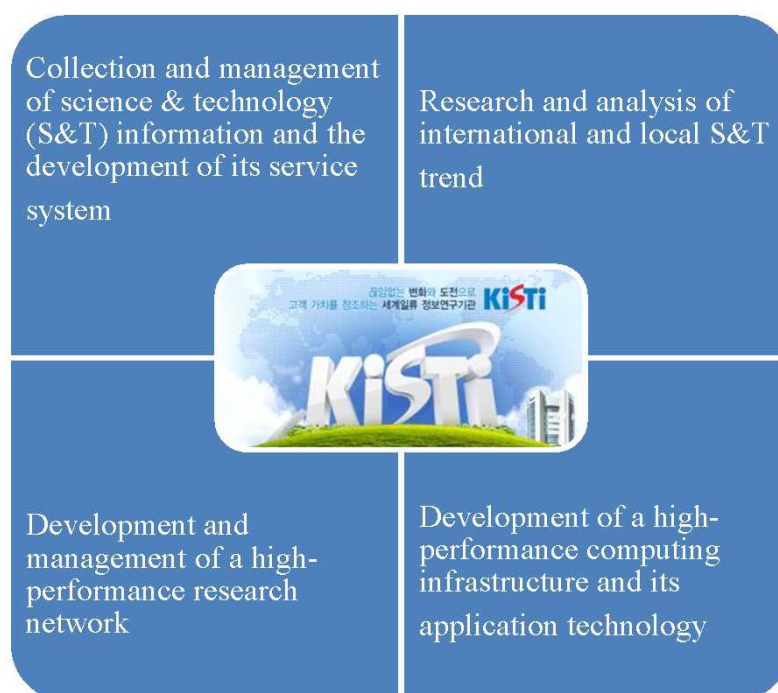 Collection and management
of science & technology
(S&T) information and the
development of its service
system
Research and analysis of
international and local S&T
trend
끊임없는 변화와 도전으로
고객 가치를 창조하는 세계일류 정보연구기관
KiSTi
KiSTi
Development and
management of a high-
performance research
network
Development of a high-
performance computing
infrastructure and its
application technology